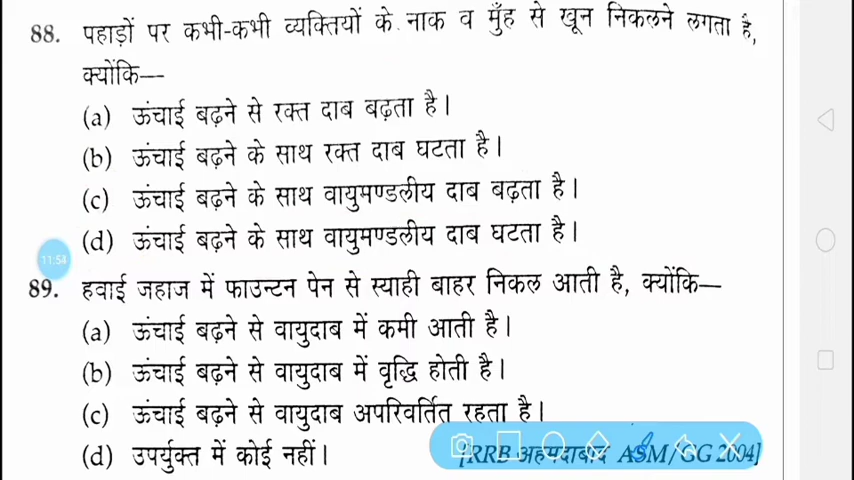 88. पहाड़ों पर कभी-कभी व्यक्तियों के नाक व मुँह से खून निकलने लगता है,
क्योंकि—
(a) ऊंचाई बढ़ने से रक्त दाब बढ़ता है।
(b) ऊंचाई बढ़ने के साथ रक्त दाब घटता है।
(c) ऊंचाई बढ़ने के साथ वायुमण्डलीय दाब बढ़ता है।
(d) ऊंचाई बढ़ने के साथ वायुमण्डलीय दाब घटता है।
11:54
89. हवाई जहाज में फाउन्टन पेन से स्याही बाहर निकल आती है, क्योंकि—
(a) ऊंचाई बढ़ने से वायुदाब में कमी आती है।
(b) ऊंचाई बढ़ने से वायुदाब में वृद्धि होती है।
(c) ऊंचाई बढ़ने से वायुदाब अपरिवर्तित रहता है।
(d) उपर्युक्त में कोई नहीं।
[RRB अहमदाबाद ASM/GG 2004]